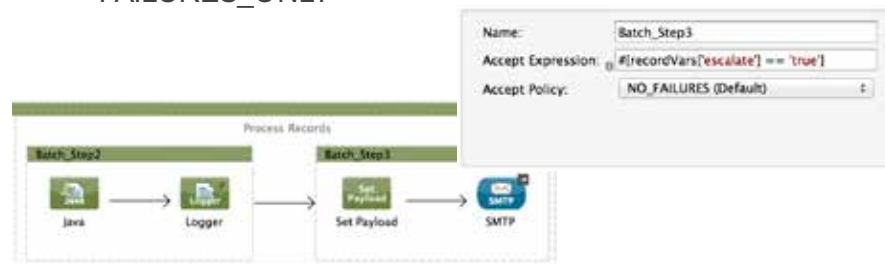 FAILURES_ONLY
Name: Batch_Step3
Accept Expression: #[recordVars['escalate'] == 'true']
Accept Policy: NO_FAILURES (Default)
Process Records
Batch_Step2
Batch_Step3
Java
Logger
Set Payload
SMTP
Java
Logger
Set Payload
SMTP